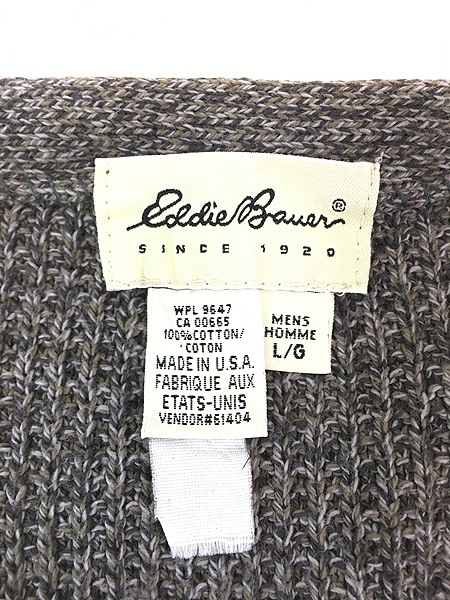 Eddie Bauer®
SINCE 1920
WPL 9647
CA 00665
100%COTTON/
COTON
MADE IN U.S.A.
FABRIQUE AUX
ETATS-UNIS
VENDOR#61404
MENS
HOMME
L/G